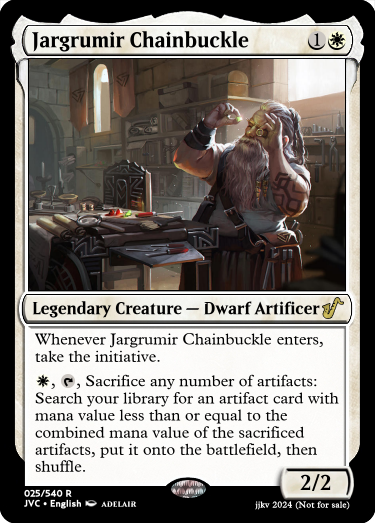 Jargrumir Chainbuckle 1
Legendary Creature — Dwarf Artificer
Whenever Jargrumir Chainbuckle enters,
take the initiative.
, , Sacrifice any number of artifacts:
Search your library for an artifact card with
mana value less than or equal to the
combined mana value of the sacrificed
artifacts, put it onto the battlefield, then
shuffle.
2/2
025/540 R
JVC • English ADELAIR
jjkv 2024 (Not for sale)